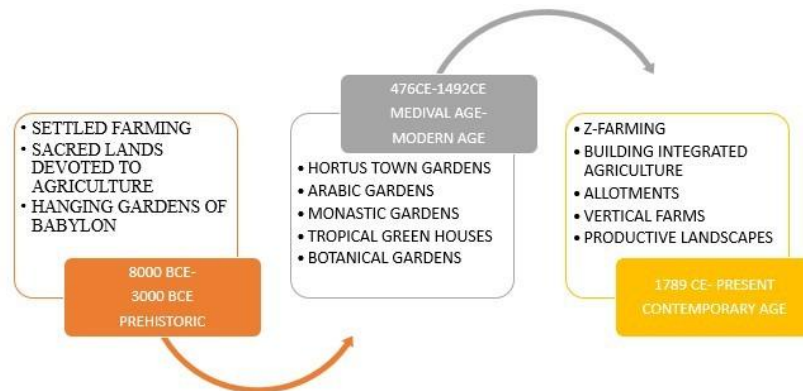 • SETTLED FARMING
• SACRED LANDS
DEVOTED TO
AGRICULTURE
• HANGING GARDENS OF
BABYLON
8000 BCE-
3000 BCE
PREHISTORIC
476CE-1492CE
MEDIVAL AGE-
MODERN AGE
• HORTUS TOWN GARDENS
• ARABIC GARDENS
• MONASTIC GARDENS
• TROPICAL GREEN HOUSES
• BOTANICAL GARDENS
• Z-FARMING
• BUILDING INTEGRATED
AGRICULTURE
• ALLOTMENTS
• VERTICAL FARMS
• PRODUCTIVE LANDSCAPES
1789 CE- PRESENT
CONTEMPORARY AGE